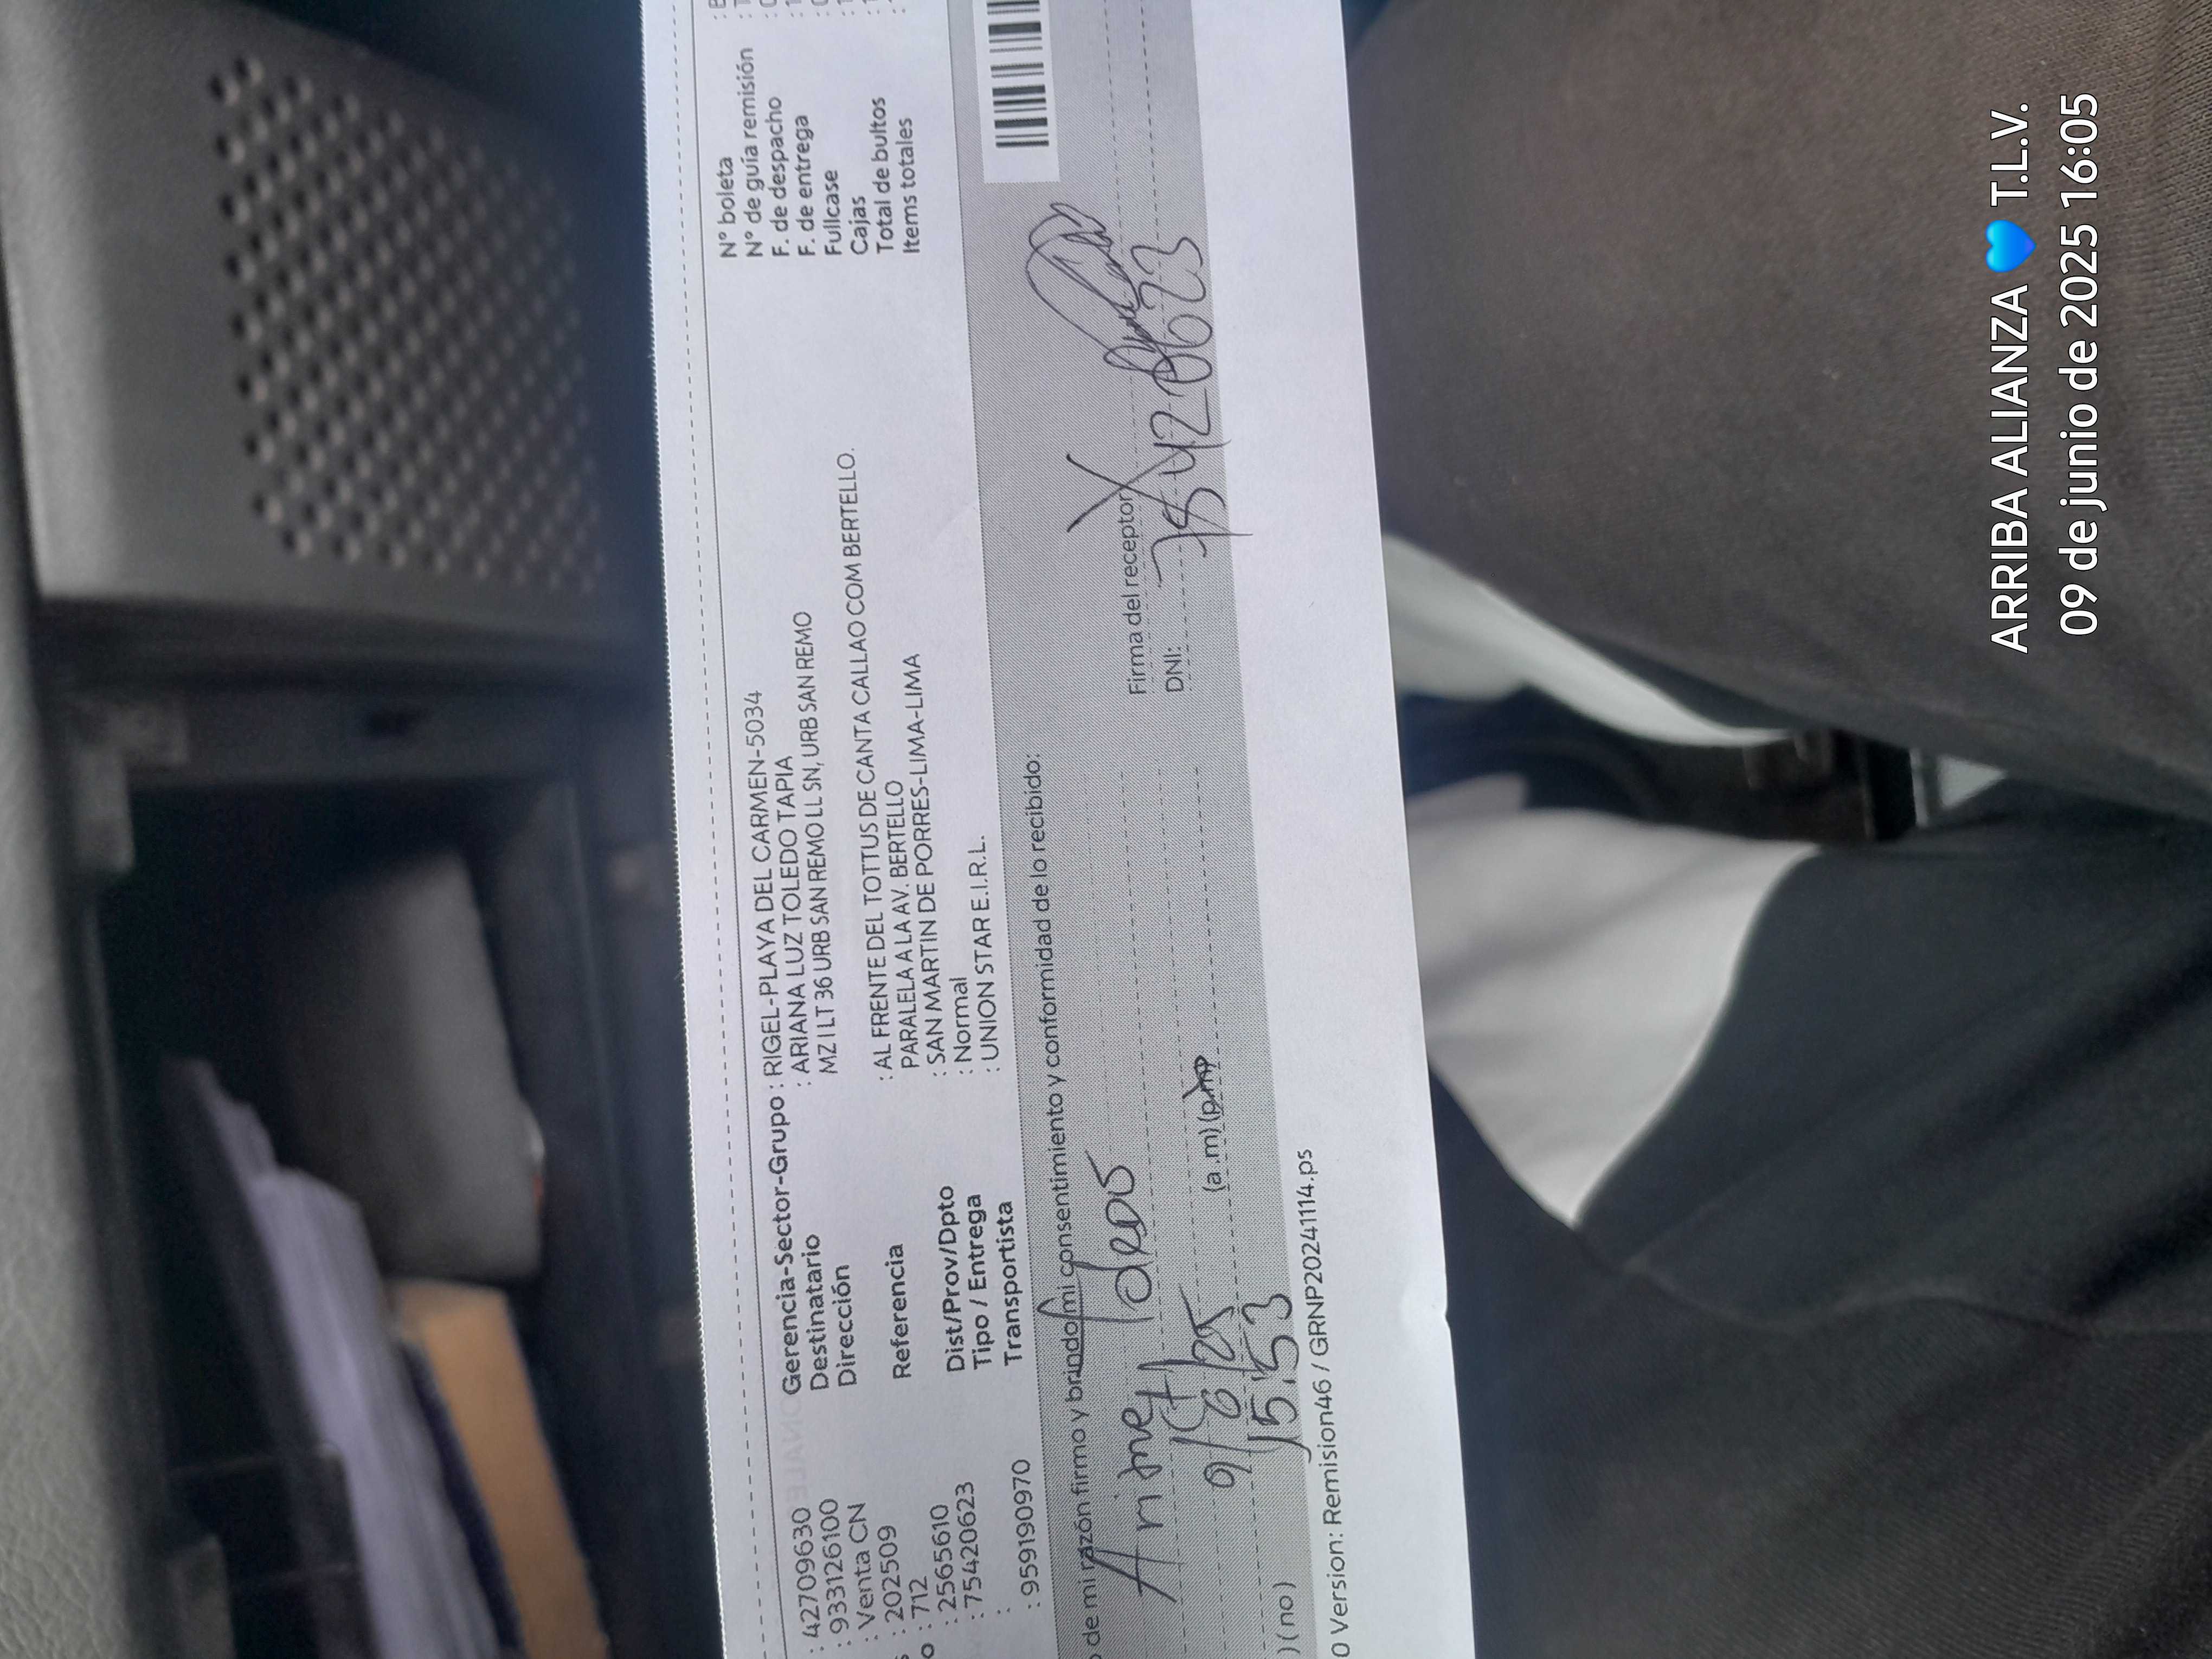 : 42709630
: 933126100
: Venta CN
: 202509
o : 712
: 2565610
: 75420623
:
: 959190970
Gerencia-Sector-Grupo : RIGEL-PLAYA DEL CARMEN-5034
Destinatario : ARIANA LUZ TOLEDO TAPIA
Dirección MZ I LT 36 URB SAN REMO LL SN, URB SAN REMO
Referencia : AL FRENTE DEL TOTTUS DE CANTA CALLAO COM BERTELLO.
PARALELA A LA AV. BERTELLO
Dist/Prov/Dpto : SAN MARTIN DE PORRES-LIMA-LIMA
Tipo / Entrega : Normal
Transportista : UNION STAR E.I.R.L.
N° boleta
N° de guía remisión
F. de despacho
F. de entrega
Fullcase
Cajas
Total de bultos
Items totales
de mi razón firmo y brindo mi consentimiento y conformidad de lo recibido:
9/6/25
15:53 (a.m) (p.m)
Firma del receptor
DNI: 75420623
) (no)
0 Version: Remision46 / GRNP20241114.ps
ARRIBA ALIANZA 💙 T.L.V.
09 de junio de 2025 16:05